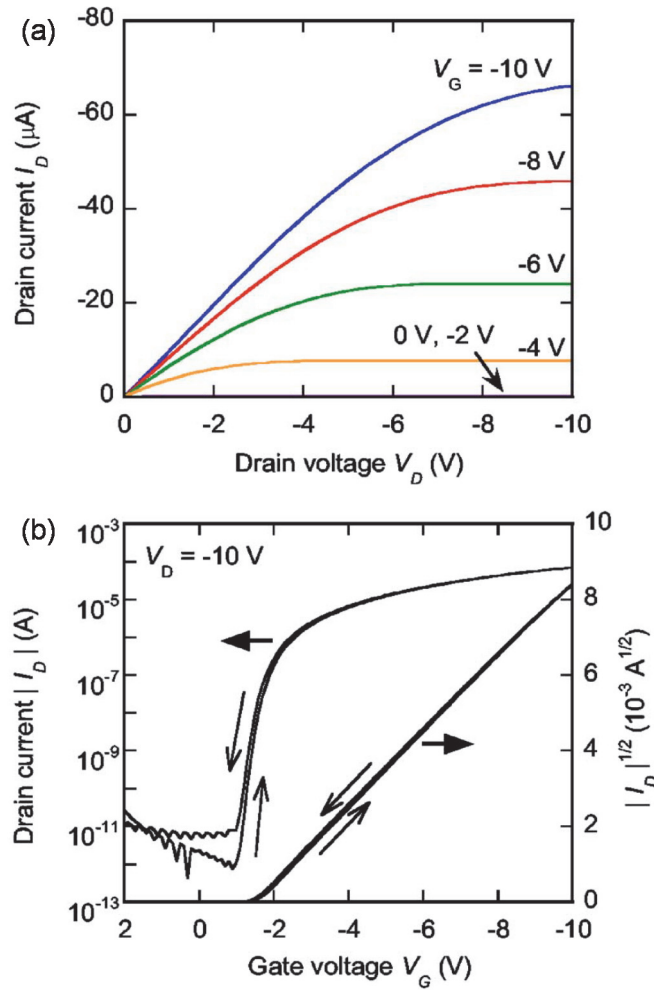 (a)
-80
-60
-40
-20
0
Drain current I_D (μA)
V_G = -10 V
-8 V
-6 V
0 V, -2 V
-4 V
0 -2 -4 -6 -8 -10
Drain voltage V_D (V)
(b)
10^-3
10^-5
10^-7
10^-9
10^-11
10^-13
Drain current | I_D | (A)
V_D = -10 V
10
8
6
4
2
0
| I_D |^1/2 (10^-3 A^1/2)
2 0 -2 -4 -6 -8 -10
Gate voltage V_G (V)